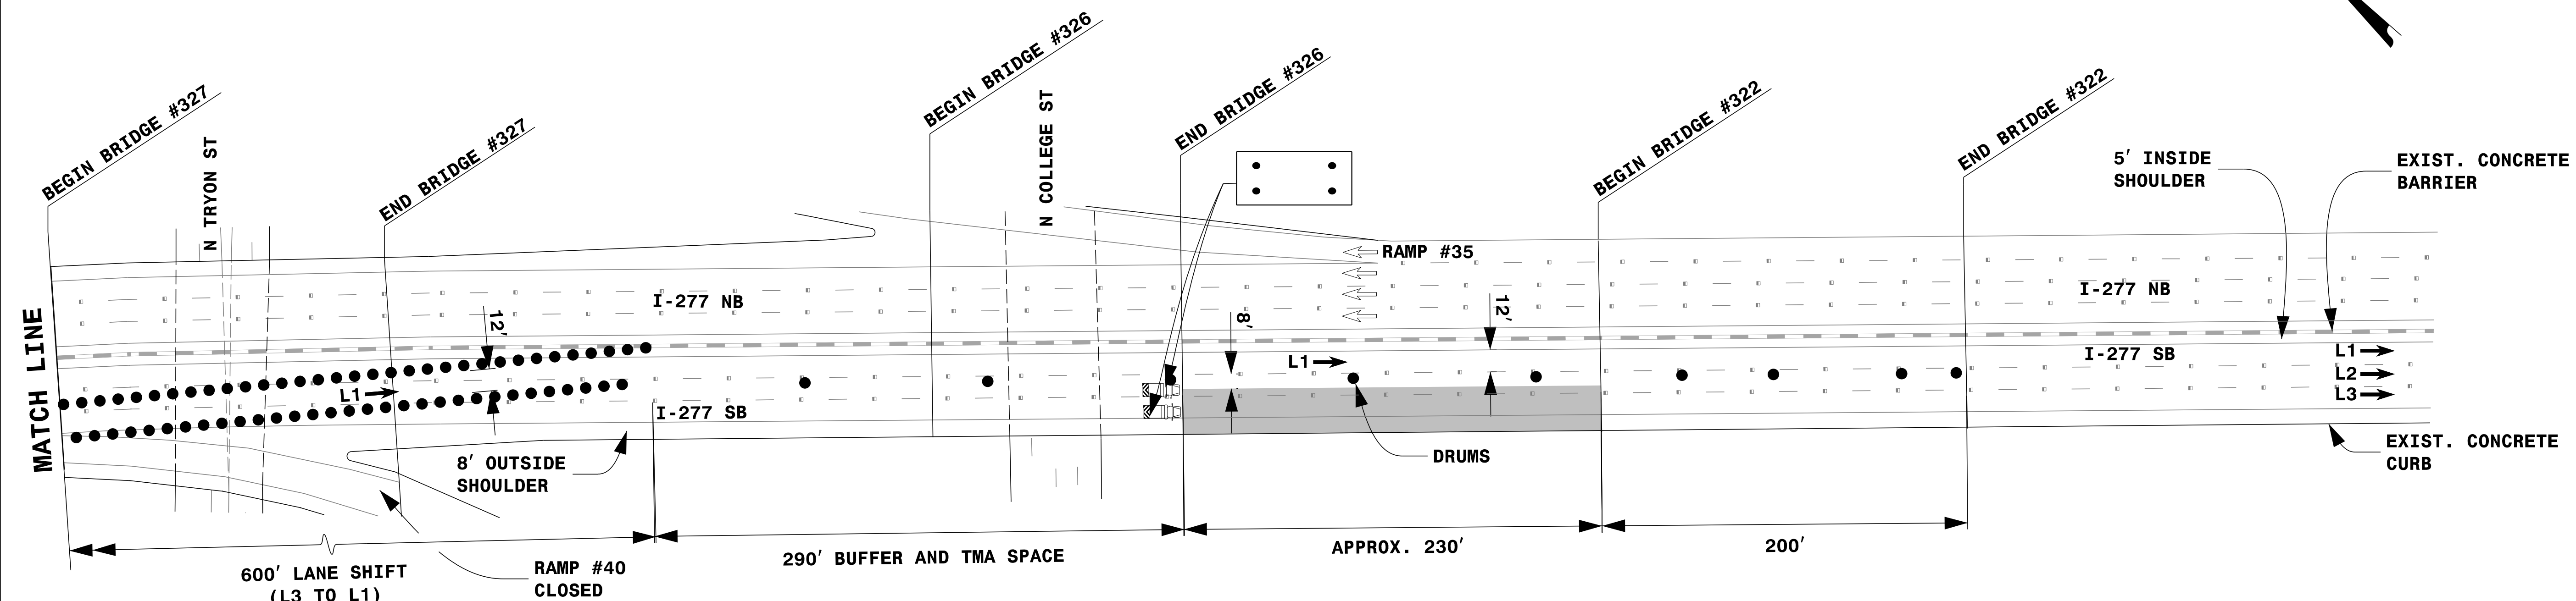 BEGIN BRIDGE #327
N TRYON ST
END BRIDGE #327
BEGIN BRIDGE #326
N COLLEGE ST
END BRIDGE #326
BEGIN BRIDGE #322
END BRIDGE #322
5' INSIDE
SHOULDER
EXIST. CONCRETE
BARRIER
RAMP #35
I-277 NB
I-277 NB
12'
8'
12'
MATCH LINE
L1
L1
I-277 SB
I-277 SB
L1
L2
L3
8' OUTSIDE
SHOULDER
DRUMS
EXIST. CONCRETE
CURB
600' LANE SHIFT
(L3 TO L1)
RAMP #40
CLOSED
290' BUFFER AND TMA SPACE
APPROX. 230'
200'